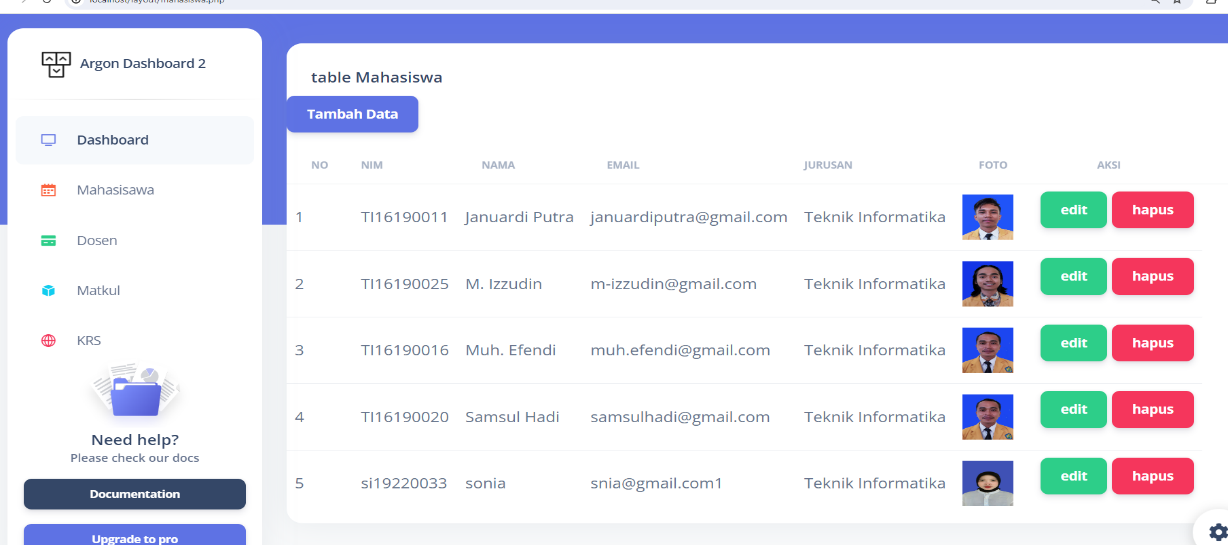 localhost/layout/mahasiswa.php
Argon Dashboard 2
Dashboard
Mahasisawa
Dosen
Matkul
KRS
Need help?
Please check our docs
Documentation
Upgrade to pro
table Mahasiswa
Tambah Data
NO NIM NAMA EMAIL JURUSAN FOTO AKSI
1 TI16190011 Januardi Putra januardiputra@gmail.com Teknik Informatika edit hapus
2 TI16190025 M. Izzudin m-izzudin@gmail.com Teknik Informatika edit hapus
3 TI16190016 Muh. Efendi muh.efendi@gmail.com Teknik Informatika edit hapus
4 TI16190020 Samsul Hadi samsulhadi@gmail.com Teknik Informatika edit hapus
5 si19220033 sonia snia@gmail.com1 Teknik Informatika edit hapus